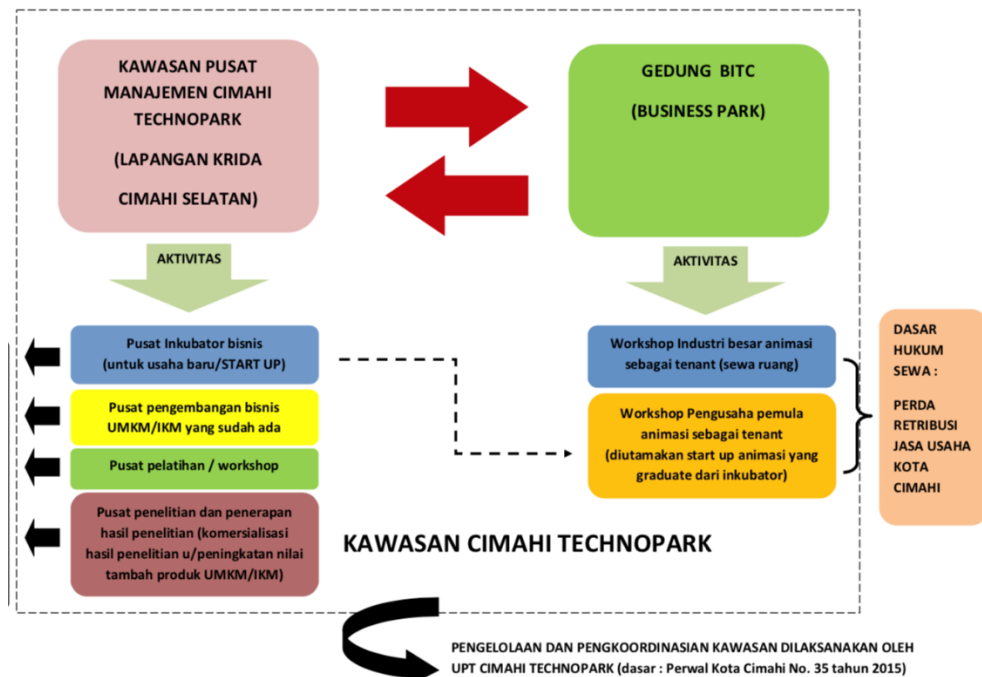 KAWASAN PUSAT
MANAJEMEN CIMAHI
TECHNOPARK
(LAPANGAN KRIDA
CIMAHI SELATAN)
GEDUNG BITC
(BUSINESS PARK)
AKTIVITAS
AKTIVITAS
Pusat Inkubator bisnis
(untuk usaha baru/START UP)
Pusat pengembangan bisnis
UMKM/IKM yang sudah ada
Pusat pelatihan / workshop
Pusat penelitian dan penerapan
hasil penelitian (komersialisasi
hasil penelitian u/peningkatan nilai
tambah produk UMKM/IKM)
Workshop Industri besar animasi
sebagai tenant (sewa ruang)
Workshop Pengusaha pemula
animasi sebagai tenant
(diutamakan start up animasi yang
graduate dari inkubator)
DASAR
HUKUM
SEWA :
PERDA
RETRIBUSI
JASA USAHA
KOTA
CIMAHI
KAWASAN CIMAHI TECHNOPARK
PENGELOLAAN DAN PENGKOORDINASIAN KAWASAN DILAKSANAKAN OLEH
UPT CIMAHI TECHNOPARK (dasar : Perwal Kota Cimahi No. 35 tahun 2015)